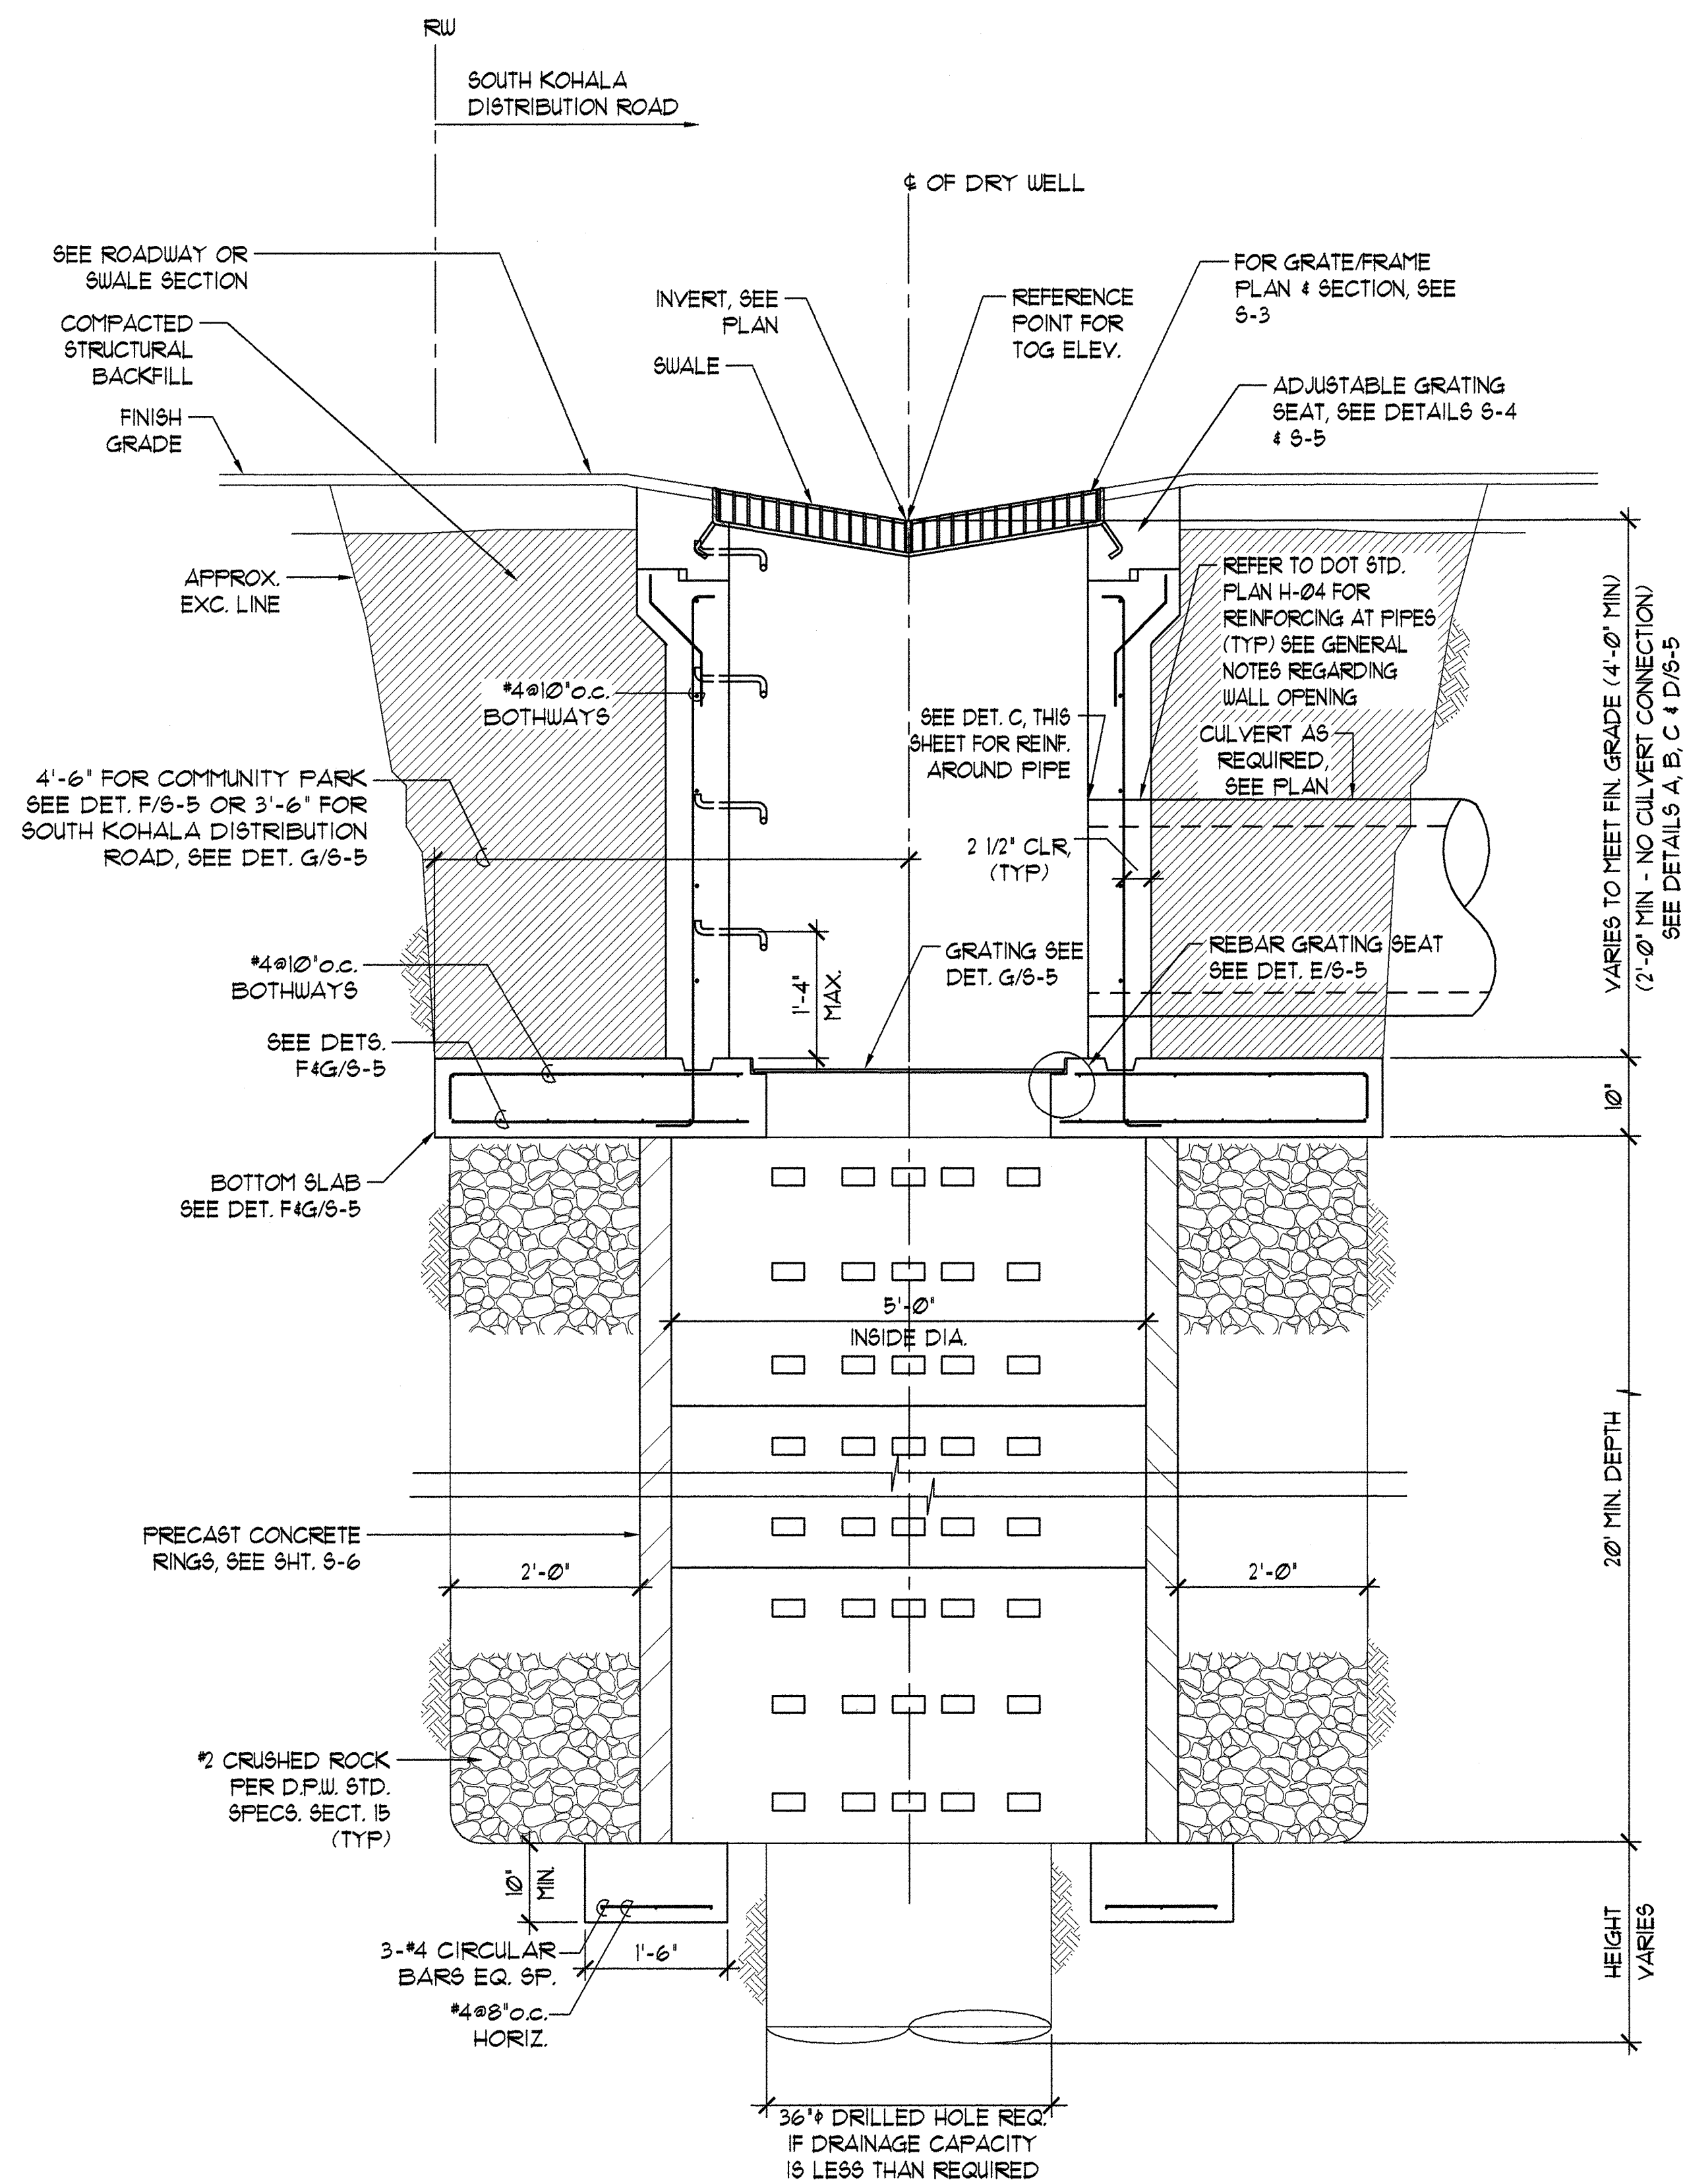 RW
SOUTH KOHALA
DISTRIBUTION ROAD
℄ OF DRY WELL
SEE ROADWAY OR
SWALE SECTION
COMPACTED
STRUCTURAL
BACKFILL
FINISH
GRADE
INVERT, SEE
PLAN
SWALE
REFERENCE
POINT FOR
TOG ELEV.
FOR GRATE/FRAME
PLAN & SECTION, SEE
S-3
ADJUSTABLE GRATING
SEAT, SEE DETAILS S-4
& S-5
APPROX.
EXC. LINE
REFER TO DOT STD.
PLAN H-04 FOR
REINFORCING AT PIPES
(TYP) SEE GENERAL
NOTES REGARDING
WALL OPENING
#4@10"o.c.
BOTHWAYS
SEE DET. C, THIS
SHEET FOR REINF.
AROUND PIPE
CULVERT AS
REQUIRED,
SEE PLAN
4'-6" FOR COMMUNITY PARK
SEE DET. F/S-5 OR 3'-6" FOR
SOUTH KOHALA DISTRIBUTION
ROAD, SEE DET. G/S-5
2 1/2" CLR,
(TYP)
VARIES TO MEET FIN. GRADE (4'-0" MIN)
(2'-0" MIN - NO CULVERT CONNECTION)
SEE DETAILS A, B, C & D/S-5
#4@10"o.c.
BOTHWAYS
1'-4"
MAX.
GRATING SEE
DET. G/S-5
REBAR GRATING SEAT
SEE DET. E/S-5
SEE DETS.
F&G/S-5
10"
BOTTOM SLAB
SEE DET. F&G/S-5
5'-0"
INSIDE DIA.
20' MIN. DEPTH
PRECAST CONCRETE
RINGS, SEE SHT. S-6
2'-0"
2'-0"
#2 CRUSHED ROCK
PER D.P.W. STD.
SPECS. SECT. 15
(TYP)
10"
MIN.
3-#4 CIRCULAR
BARS EQ. SP.
1'-6"
#4@8"o.c.
HORIZ.
HEIGHT
VARIES
36"ϕ DRILLED HOLE REQ.
IF DRAINAGE CAPACITY
IS LESS THAN REQUIRED